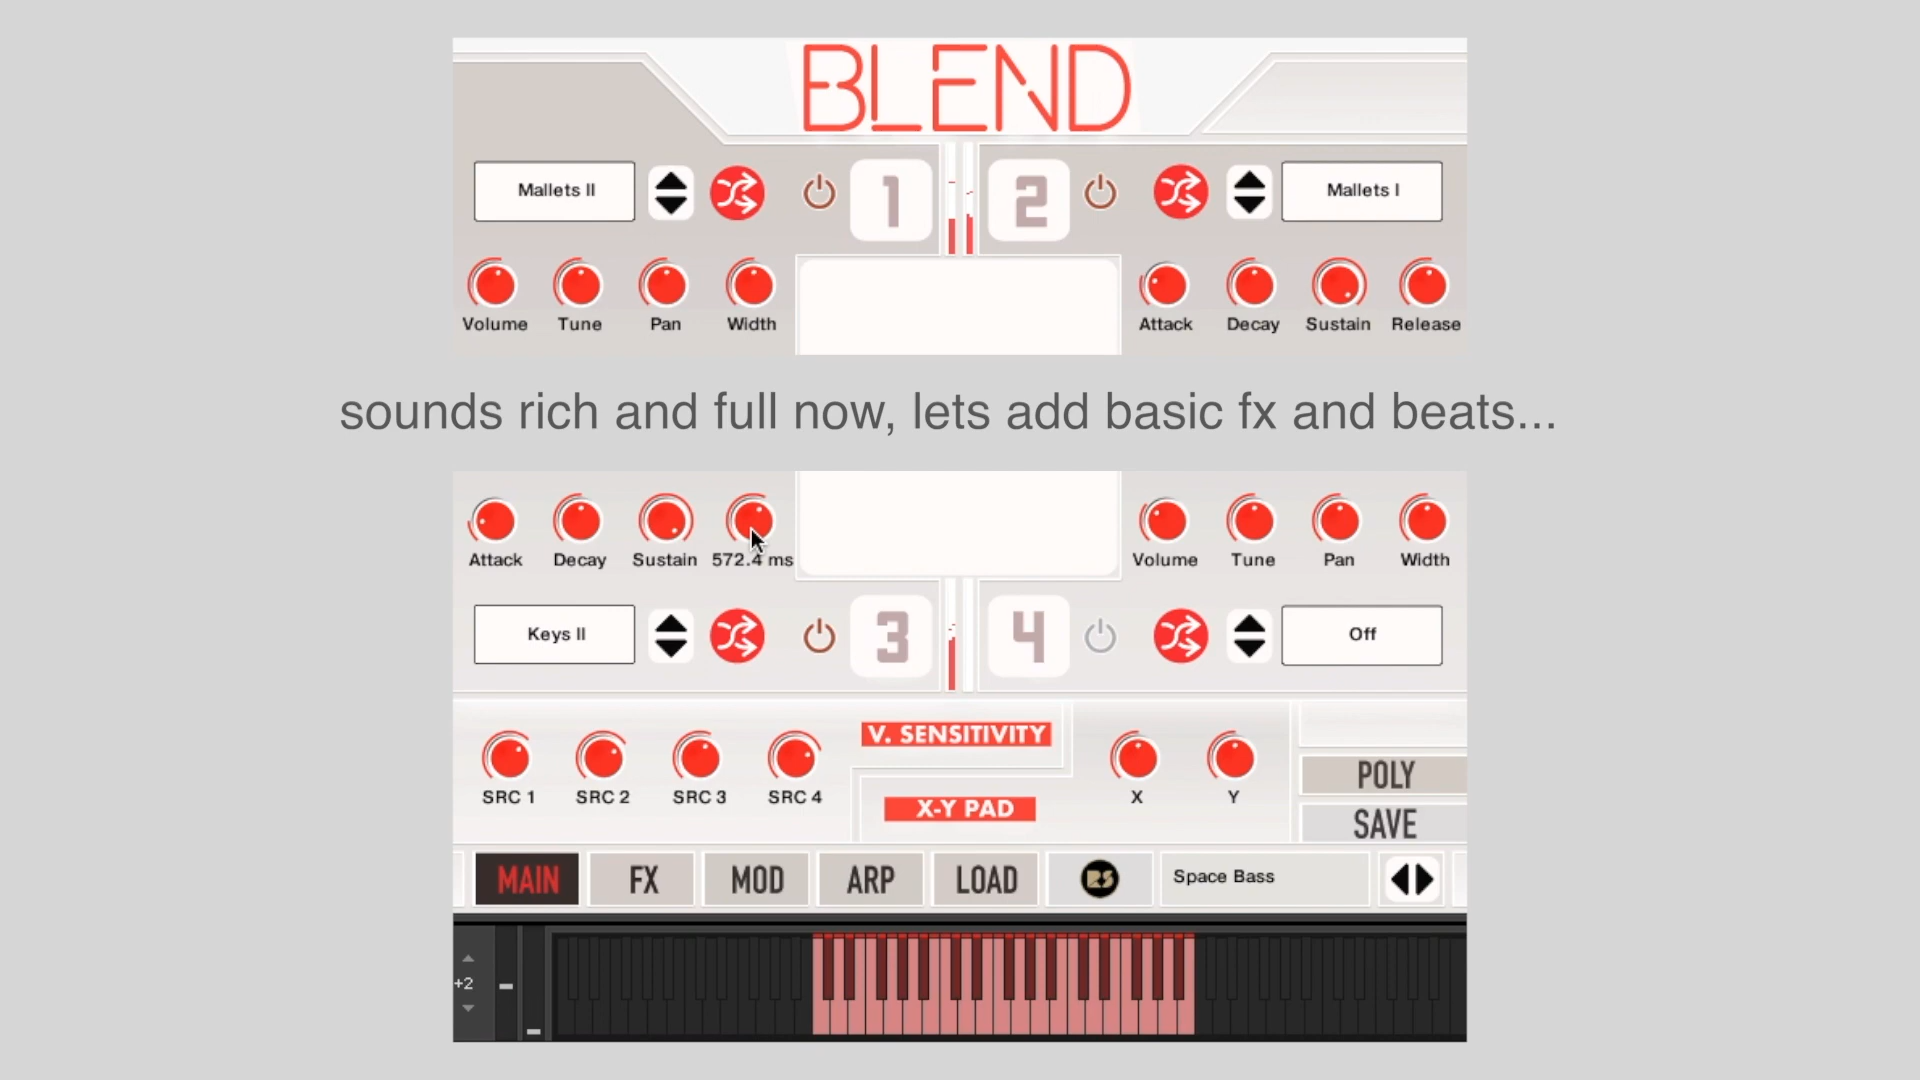 BLEND
Mallets II 1 2 Mallets I
Volume Tune Pan Width Attack Decay Sustain Release
sounds rich and full now, lets add basic fx and beats...
Attack Decay Sustain 572.4 ms Volume Tune Pan Width
Keys II 3 4 Off
V. SENSITIVITY
SRC 1 SRC 2 SRC 3 SRC 4 X Y
X-Y PAD
POLY
SAVE
MAIN FX MOD ARP LOAD BS Space Bass
+2